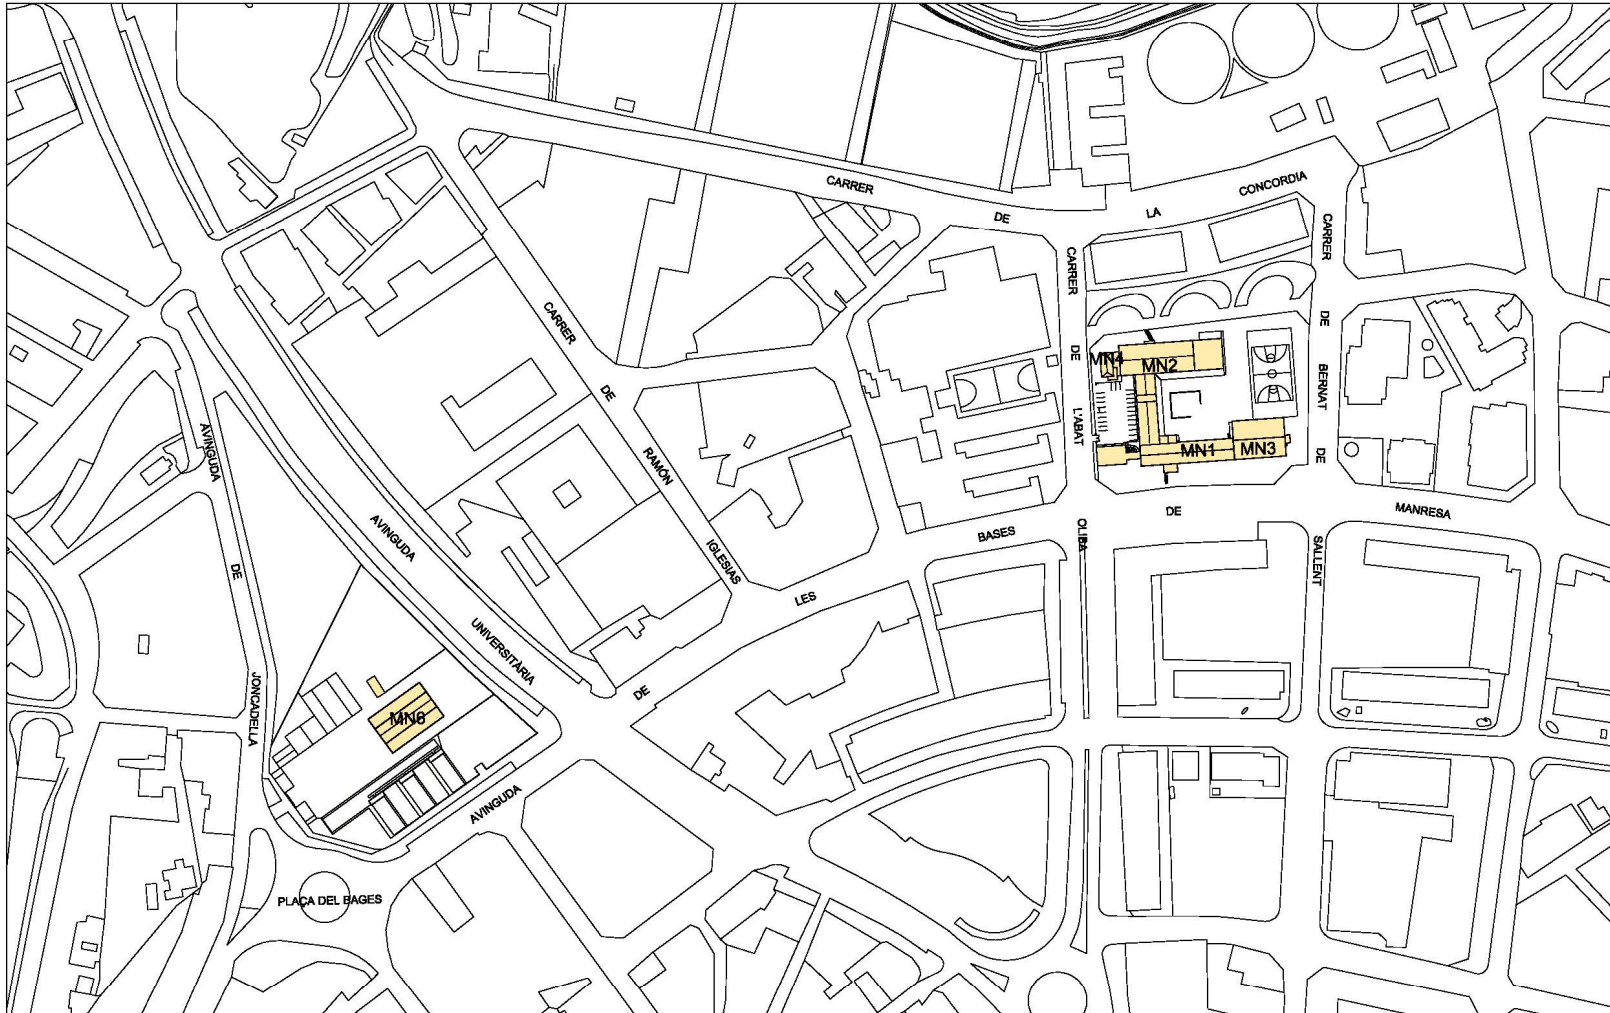 CARRER
DE
LA
CONCORDIA
CARRER
DE
BERNAT
DE
SALLENT
CARRER
DE
L'ABAT
OLIBA
MN4
MN2
MN1
MN3
CARRER
DE
RAMÓN
IGLESIAS
AVINGUDA
DE
JONCADELLA
AVINGUDA
UNIVERSITÀRIA
AVINGUDA
DE
LES
BASES
DE
MANRESA
MN6
PLAÇA DEL BAGES